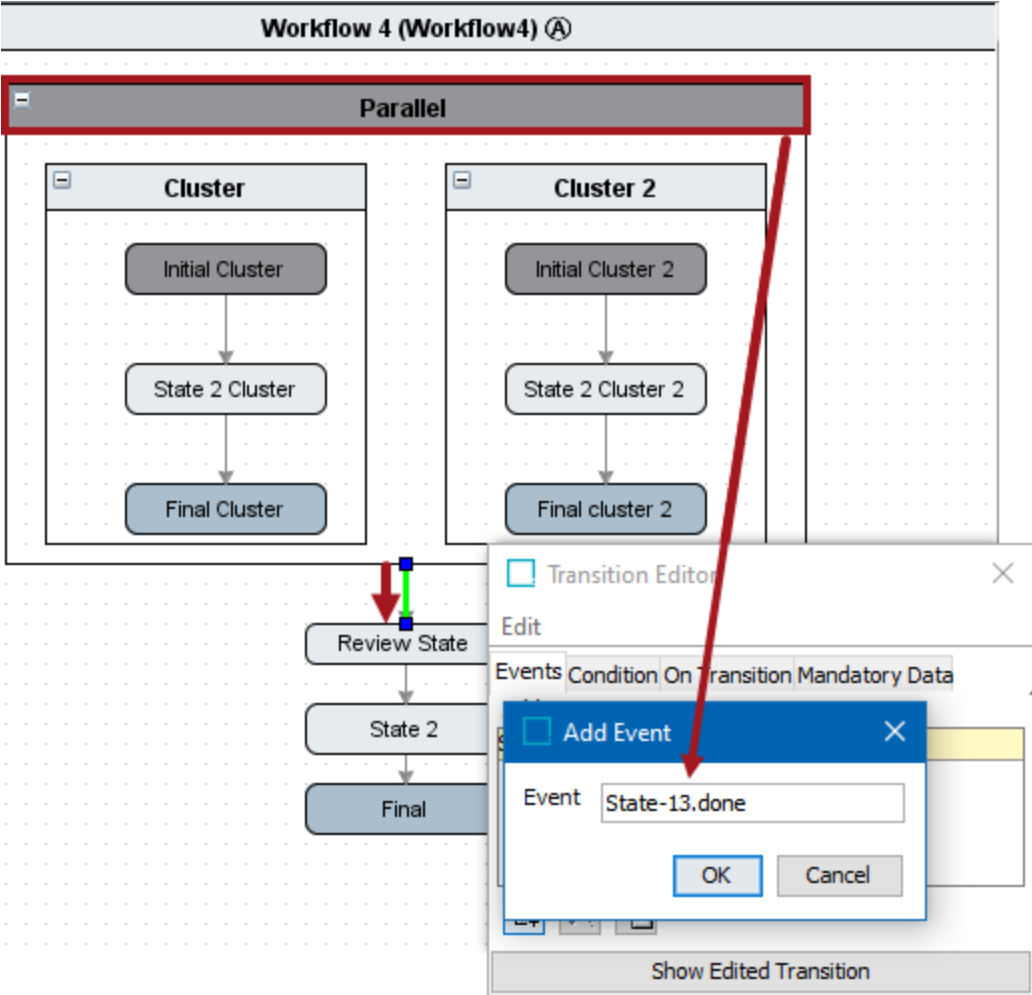 Workflow 4 (Workflow4) Ⓐ
Parallel
Cluster
Cluster 2
Initial Cluster
Initial Cluster 2
State 2 Cluster
State 2 Cluster 2
Final Cluster
Final cluster 2
Transition Editor
Edit
Review State
Events Condition On Transition Mandatory Data
State 2
Add Event
Event
State-13.done
Final
OK
Cancel
Show Edited Transition